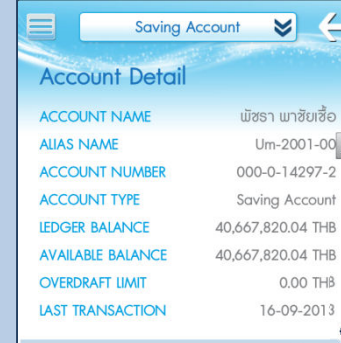 Saving Account
Account Detail
ACCOUNT NAME พัชรา พาชัยเชื้อ
ALIAS NAME Um-2001-00
ACCOUNT NUMBER 000-0-14297-2
ACCOUNT TYPE Saving Account
LEDGER BALANCE 40,667,820.04 THB
AVAILABLE BALANCE 40,667,820.04 THB
OVERDRAFT LIMIT 0.00 THB
LAST TRANSACTION 16-09-2013